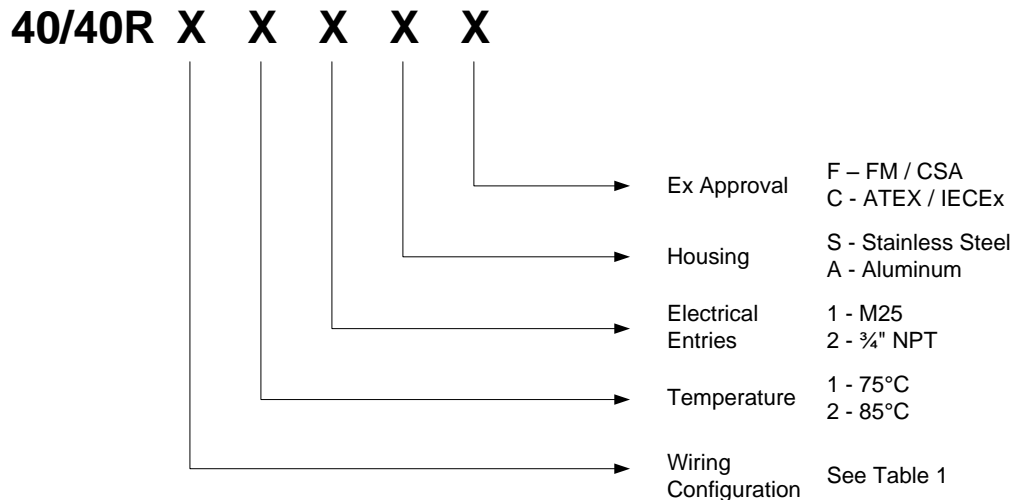 40/40R X X X X X
Ex Approval
F – FM / CSA
C - ATEX / IECEx
Housing
S - Stainless Steel
A - Aluminum
Electrical
Entries
1 - M25
2 - ¾" NPT
Temperature
1 - 75°C
2 - 85°C
Wiring
Configuration
See Table 1